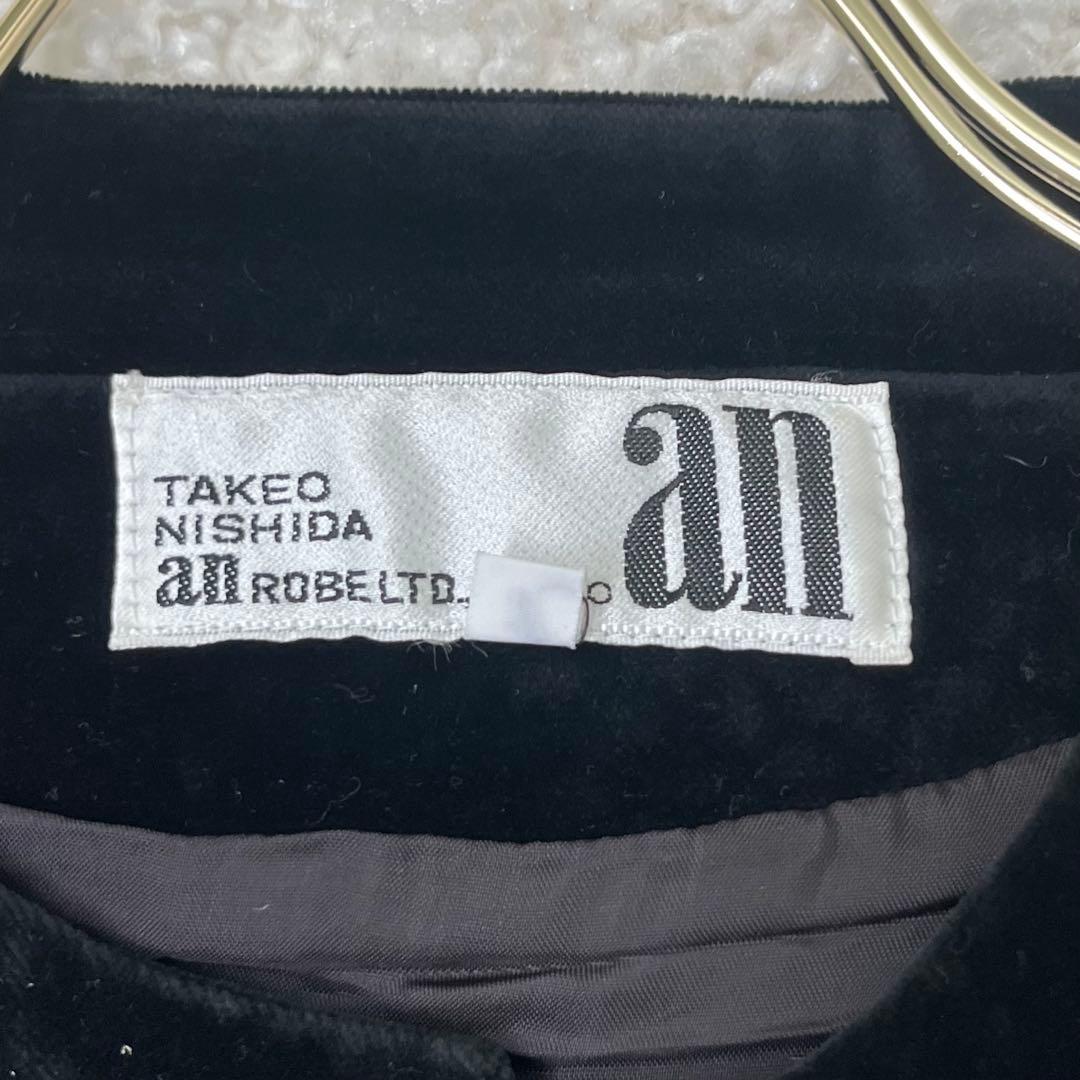 TAKEO
NISHIDA
an ROBE LTD.
an